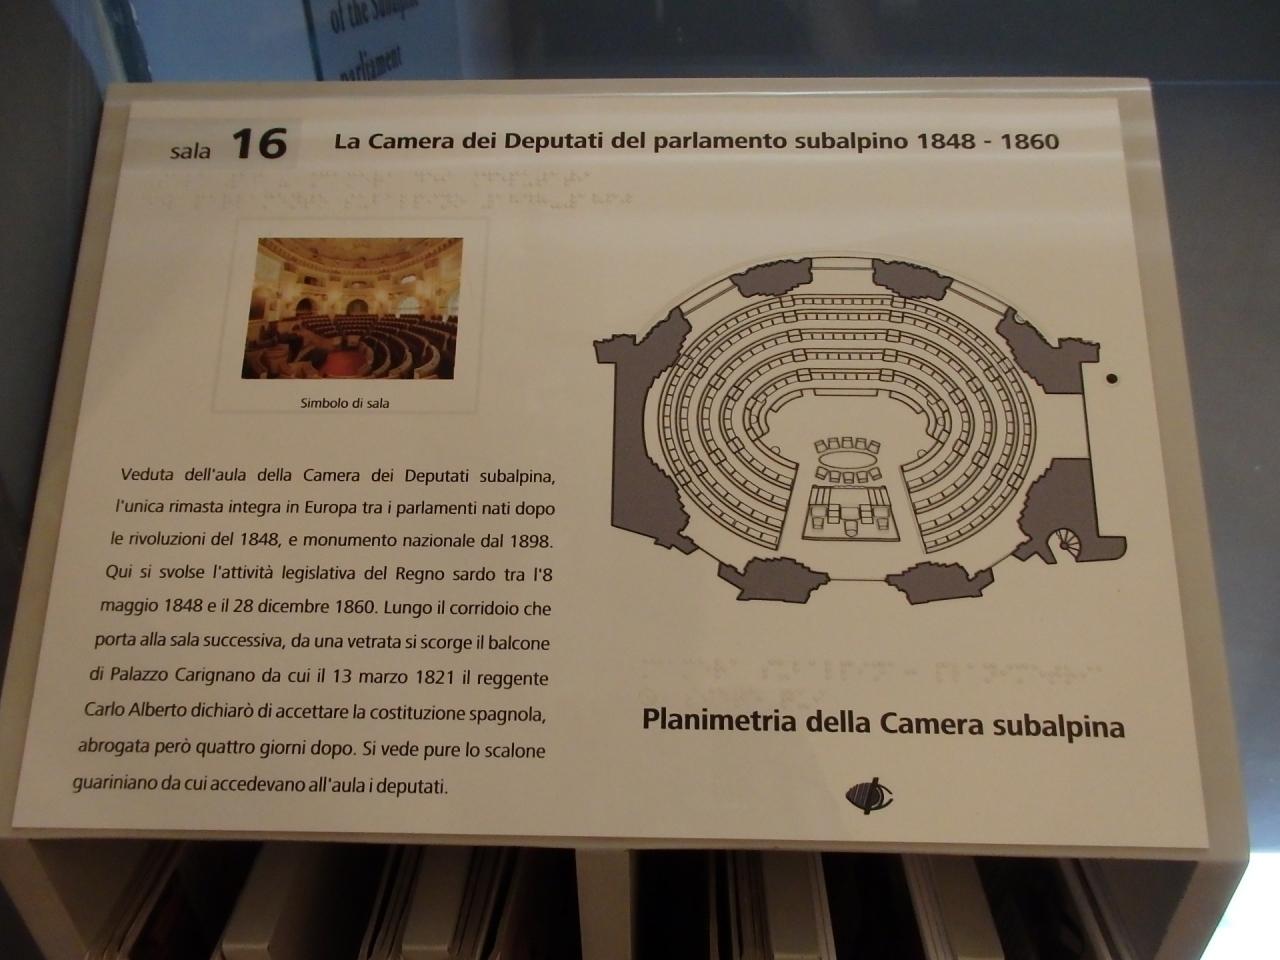 of the Subalpine
parliament
sala 16 La Camera dei Deputati del parlamento subalpino 1848 - 1860
Simbolo di sala
Veduta dell'aula della Camera dei Deputati subalpina,
l'unica rimasta integra in Europa tra i parlamenti nati dopo
le rivoluzioni del 1848, e monumento nazionale dal 1898.
Qui si svolse l'attività legislativa del Regno sardo tra l'8
maggio 1848 e il 28 dicembre 1860. Lungo il corridoio che
porta alla sala successiva, da una vetrata si scorge il balcone
di Palazzo Carignano da cui il 13 marzo 1821 il reggente
Carlo Alberto dichiarò di accettare la costituzione spagnola,
abrogata però quattro giorni dopo. Si vede pure lo scalone
guariniano da cui accedevano all'aula i deputati.
Planimetria della Camera subalpina